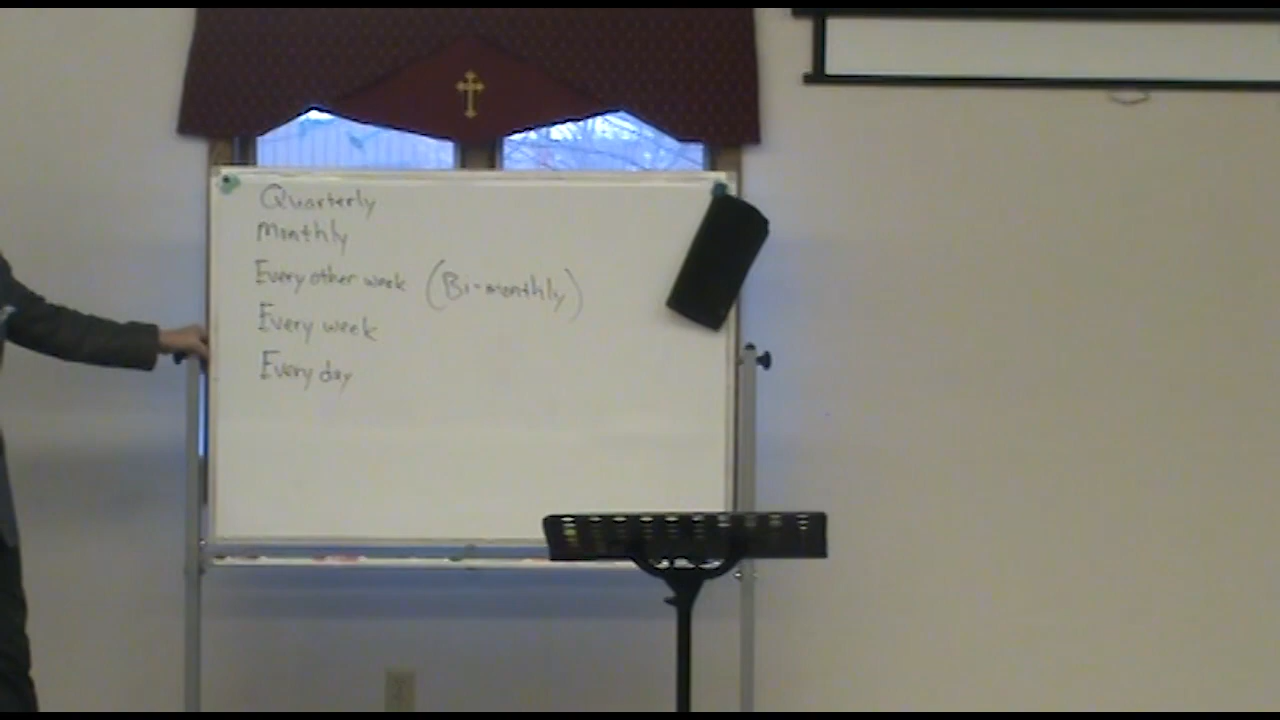 Quarterly
Monthly
Every other week (Bi-monthly)
Every week
Every day